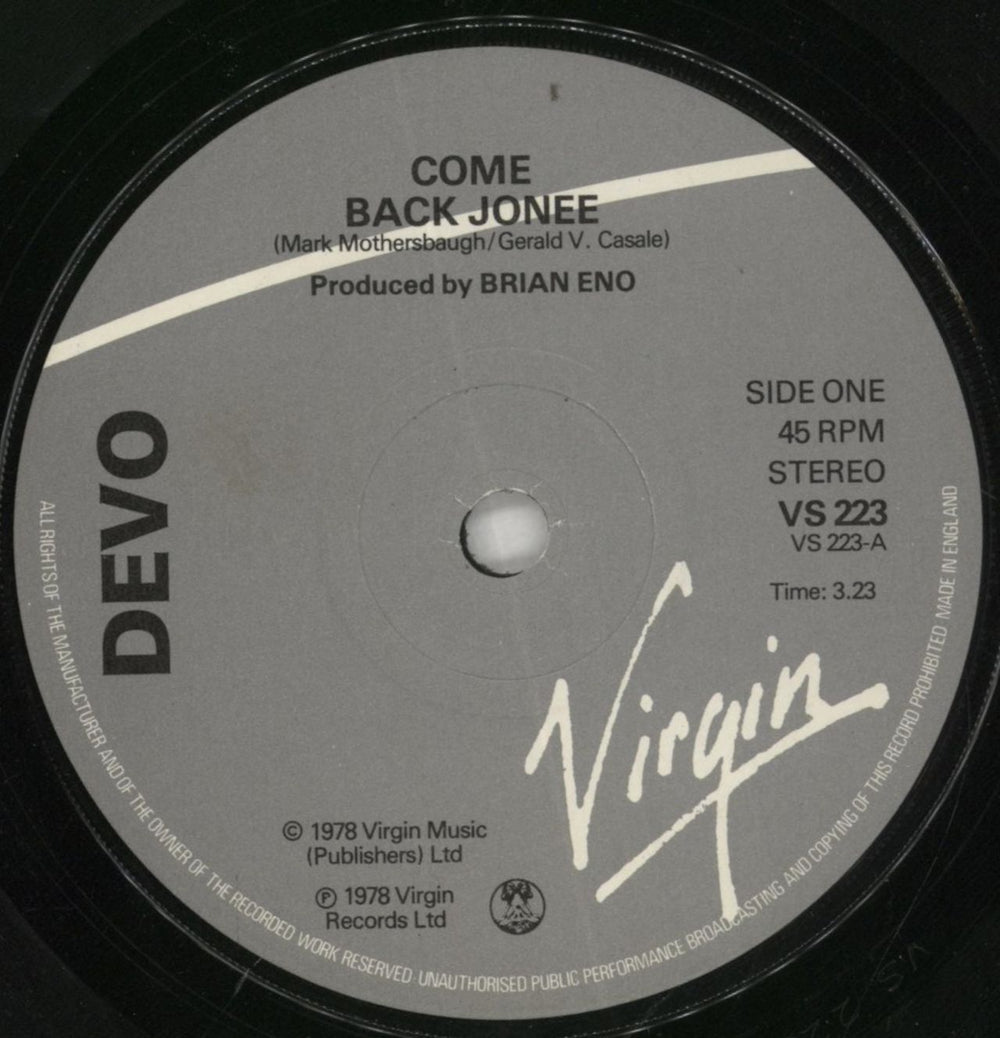 COME
BACK JONEE
(Mark Mothersbaugh/Gerald V. Casale)
Produced by BRIAN ENO
DEVO
SIDE ONE
45 RPM
STEREO
VS 223
VS 223-A
Time: 3.23
Virgin
© 1978 Virgin Music
(Publishers) Ltd
℗ 1978 Virgin
Records Ltd
ALL RIGHTS OF THE MANUFACTURER AND OF THE OWNER OF THE RECORDED WORK RESERVED · UNAUTHORISED PUBLIC PERFORMANCE BROADCASTING AND COPYING OF THIS RECORD PROHIBITED MADE IN ENGLAND